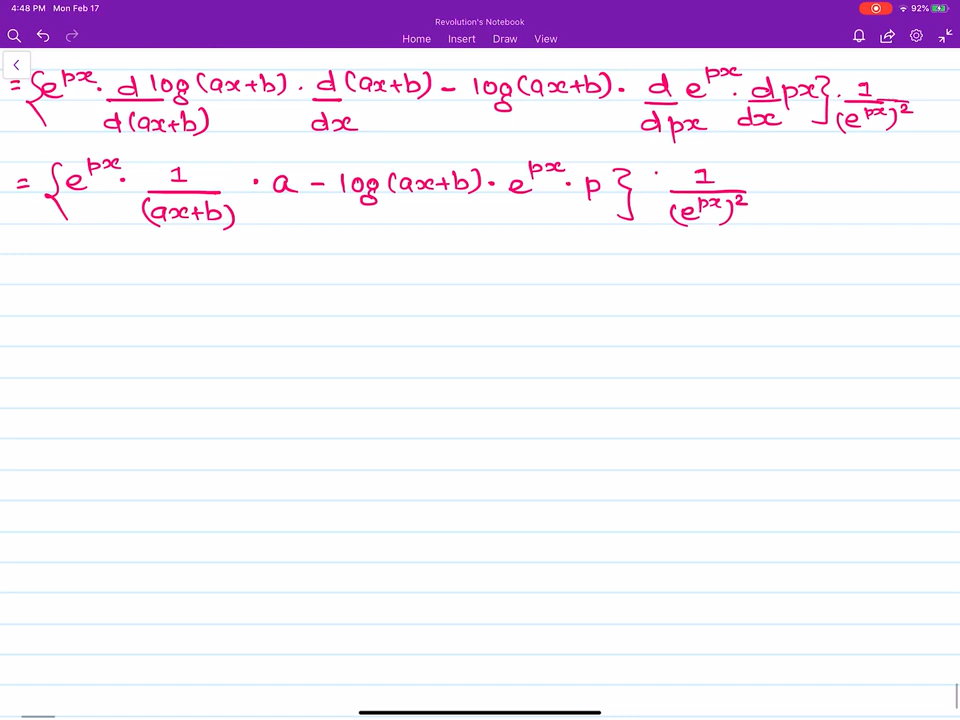 4:48 PM Mon Feb 17 92%
Revolution's Notebook
Home Insert Draw View
= {e^{px} · d log(ax+b)/d(ax+b) · d(ax+b)/dx - log(ax+b) · d e^{px}/dpx · d px/dx} · 1/(e^{px})^2
= {e^{px} · 1/(ax+b) · a - log(ax+b) · e^{px} · p} · 1/(e^{px})^2